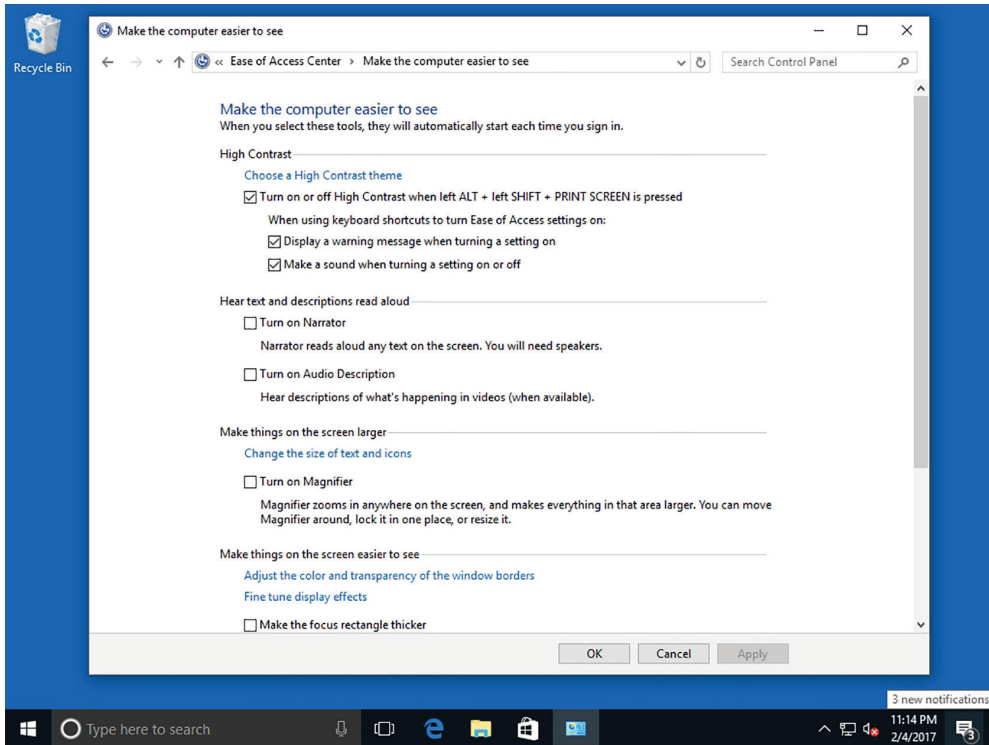 Recycle Bin
Make the computer easier to see
« Ease of Access Center › Make the computer easier to see
Search Control Panel
Make the computer easier to see
When you select these tools, they will automatically start each time you sign in.
High Contrast
Choose a High Contrast theme
Turn on or off High Contrast when left ALT + left SHIFT + PRINT SCREEN is pressed
When using keyboard shortcuts to turn Ease of Access settings on:
Display a warning message when turning a setting on
Make a sound when turning a setting on or off
Hear text and descriptions read aloud
Turn on Narrator
Narrator reads aloud any text on the screen. You will need speakers.
Turn on Audio Description
Hear descriptions of what's happening in videos (when available).
Make things on the screen larger
Change the size of text and icons
Turn on Magnifier
Magnifier zooms in anywhere on the screen, and makes everything in that area larger. You can move
Magnifier around, lock it in one place, or resize it.
Make things on the screen easier to see
Adjust the color and transparency of the window borders
Fine tune display effects
Make the focus rectangle thicker
OK
Cancel
Apply
3 new notifications
Type here to search
11:14 PM
2/4/2017
3